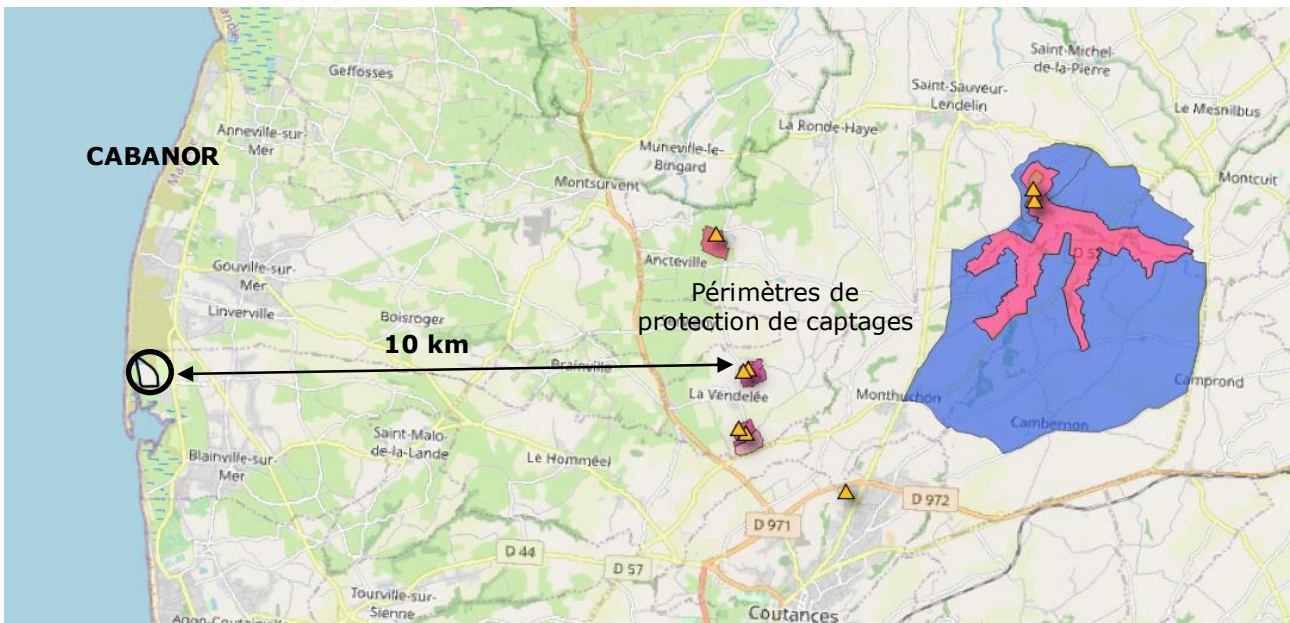 Geffosses
Saint-Michel-
de-la-Pierre
Saint-Sauveur-
Lendelin
Le Mesnilbus
Anneville-sur-
Mer
La Ronde-Haye
CABANOR
Muneville-le-
Bingard
Montsurvent
Montcuit
Ancteville
Gouville-sur-
Mer
Linverville
Périmètres de
protection de captages
Boisroger
10 km
Brainville
La Vendelée
Monthuchon
Camprond
Cambernon
Saint-Malo-
de-la-Lande
Blainville-sur-
Mer
Le Homméel
D 972
D 971
D 44
D 57
Tourville-sur-
Sienne
Coutances